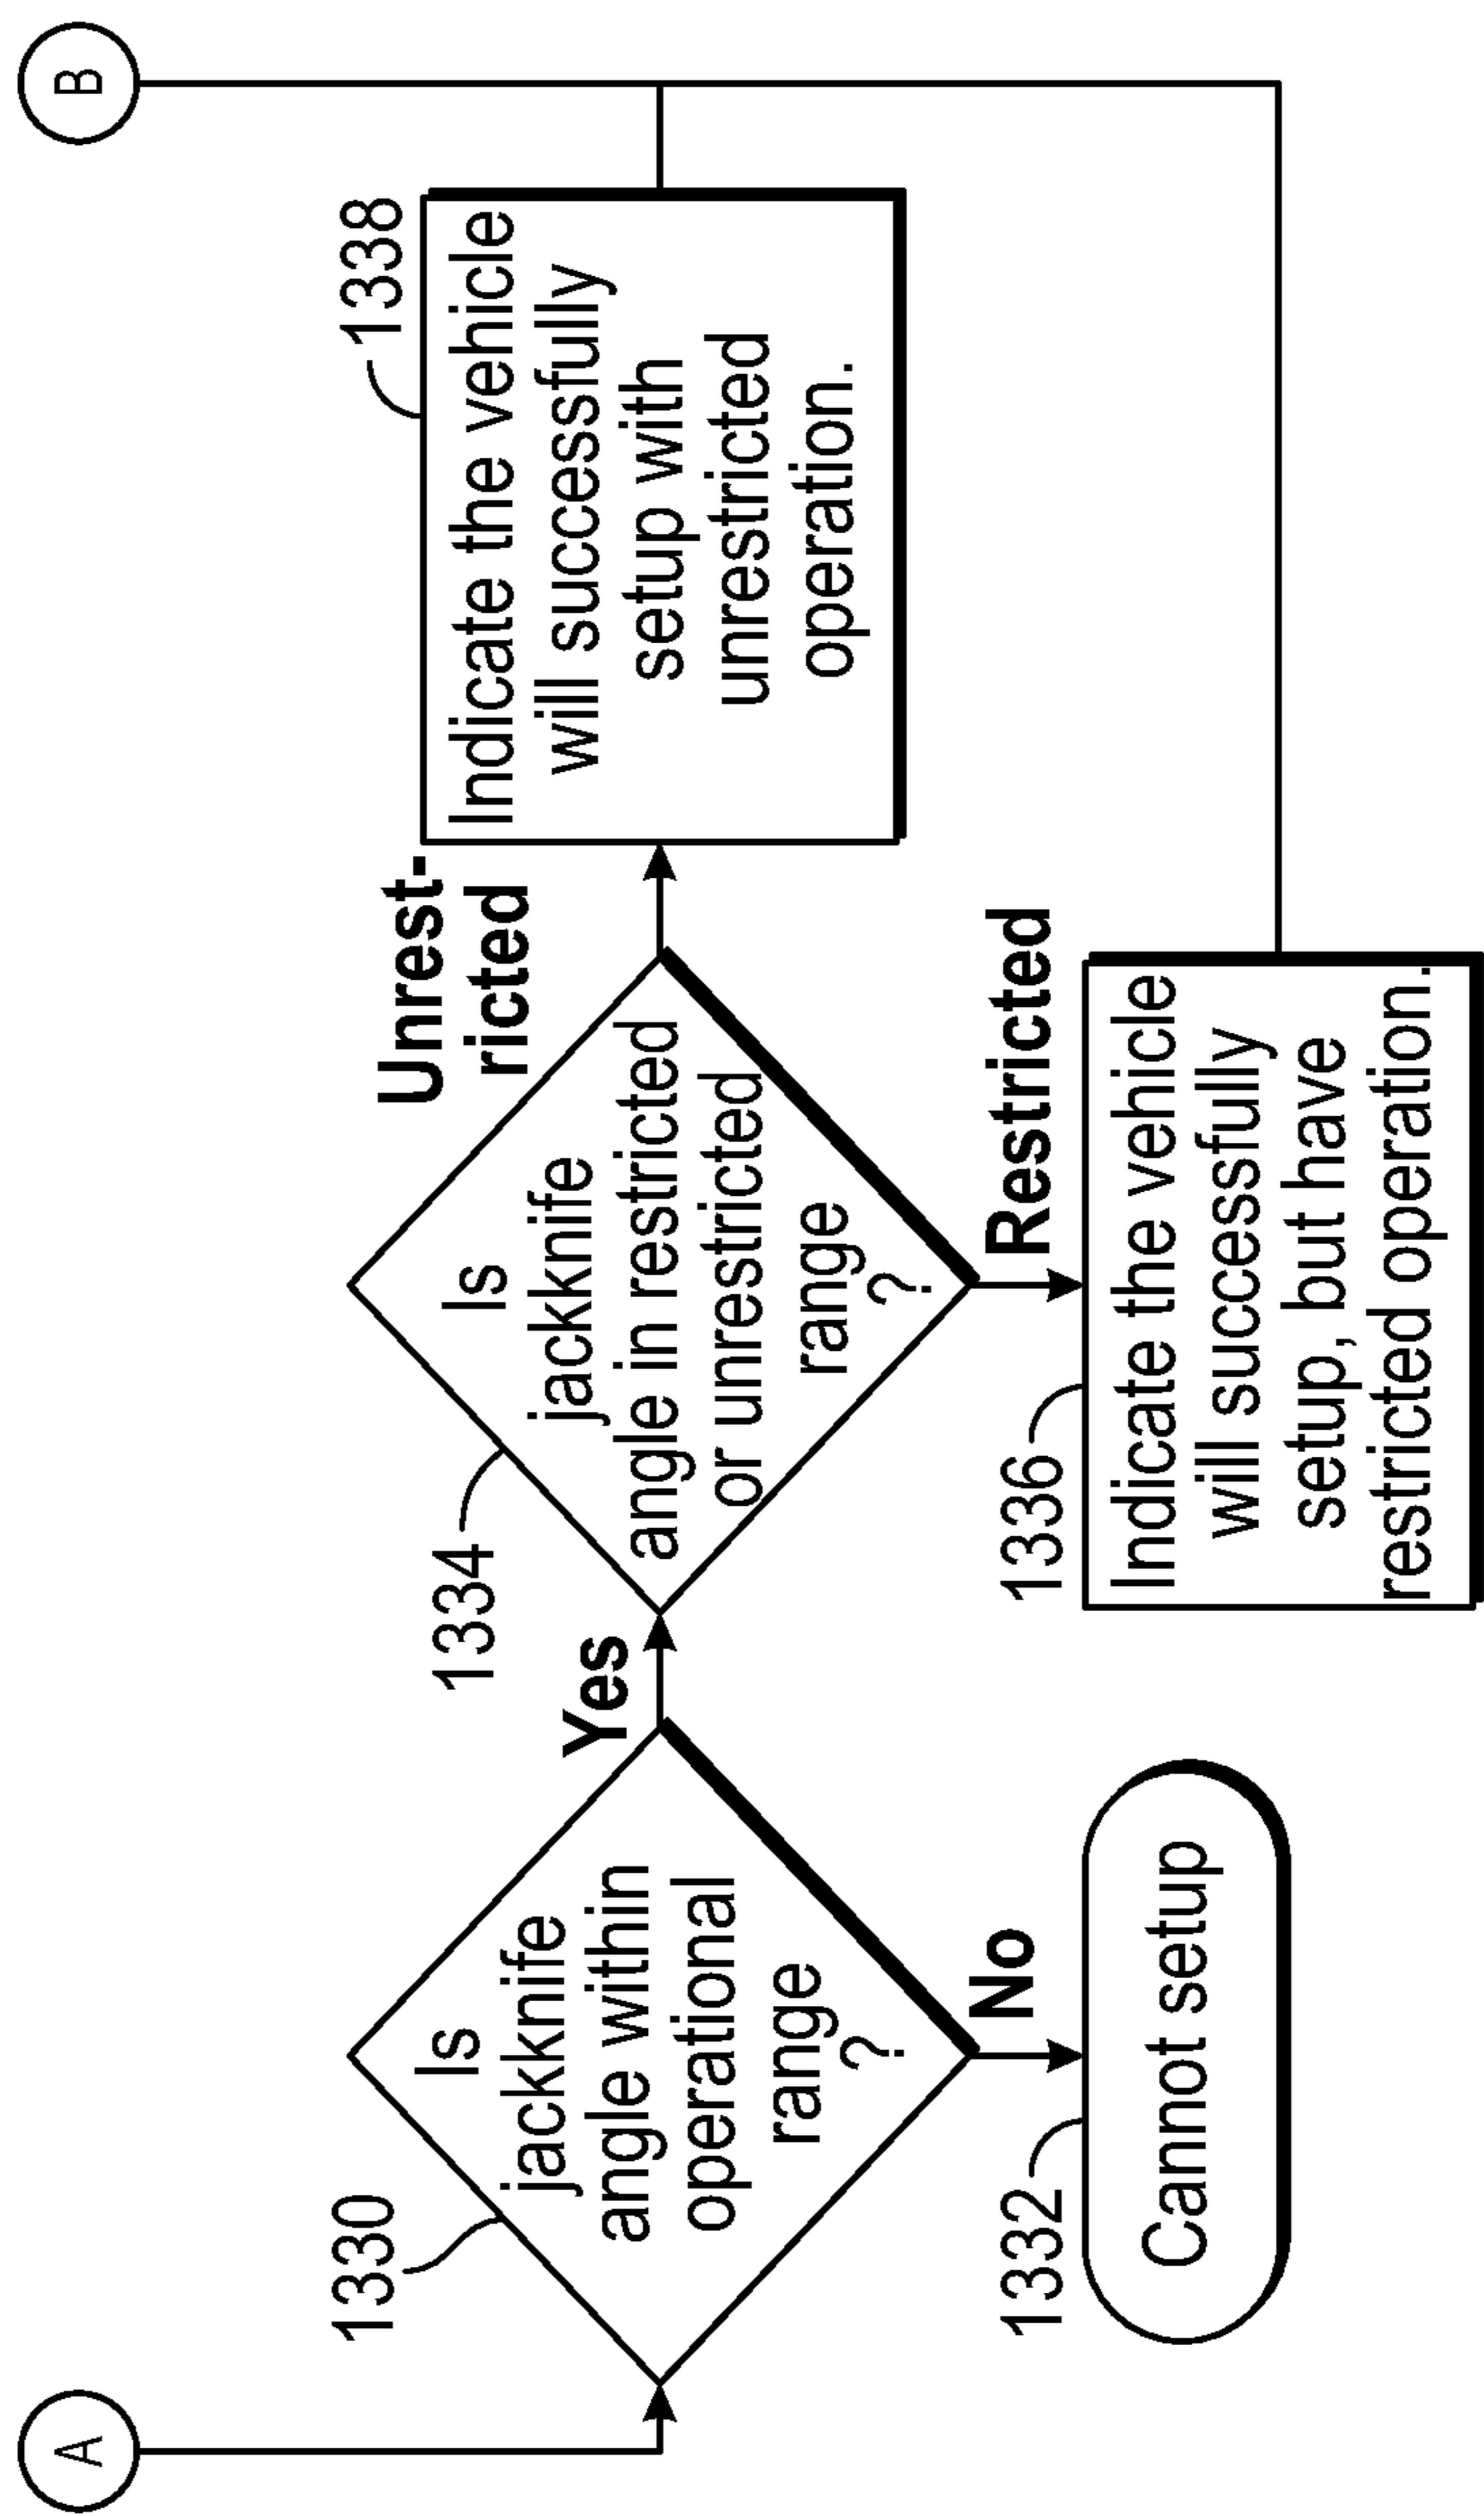 A
1330
Is
jackknife
angle within
operational
range
?
Yes
No
1332
Cannot setup
1334
Is
jackknife
angle in restricted
or unrestricted
range
?
Unrest-
ricted
Restricted
1336
Indicate the vehicle
will successfully
setup, but have
restricted operation.
1338
Indicate the vehicle
will successfully
setup with
unrestricted
operation.
B